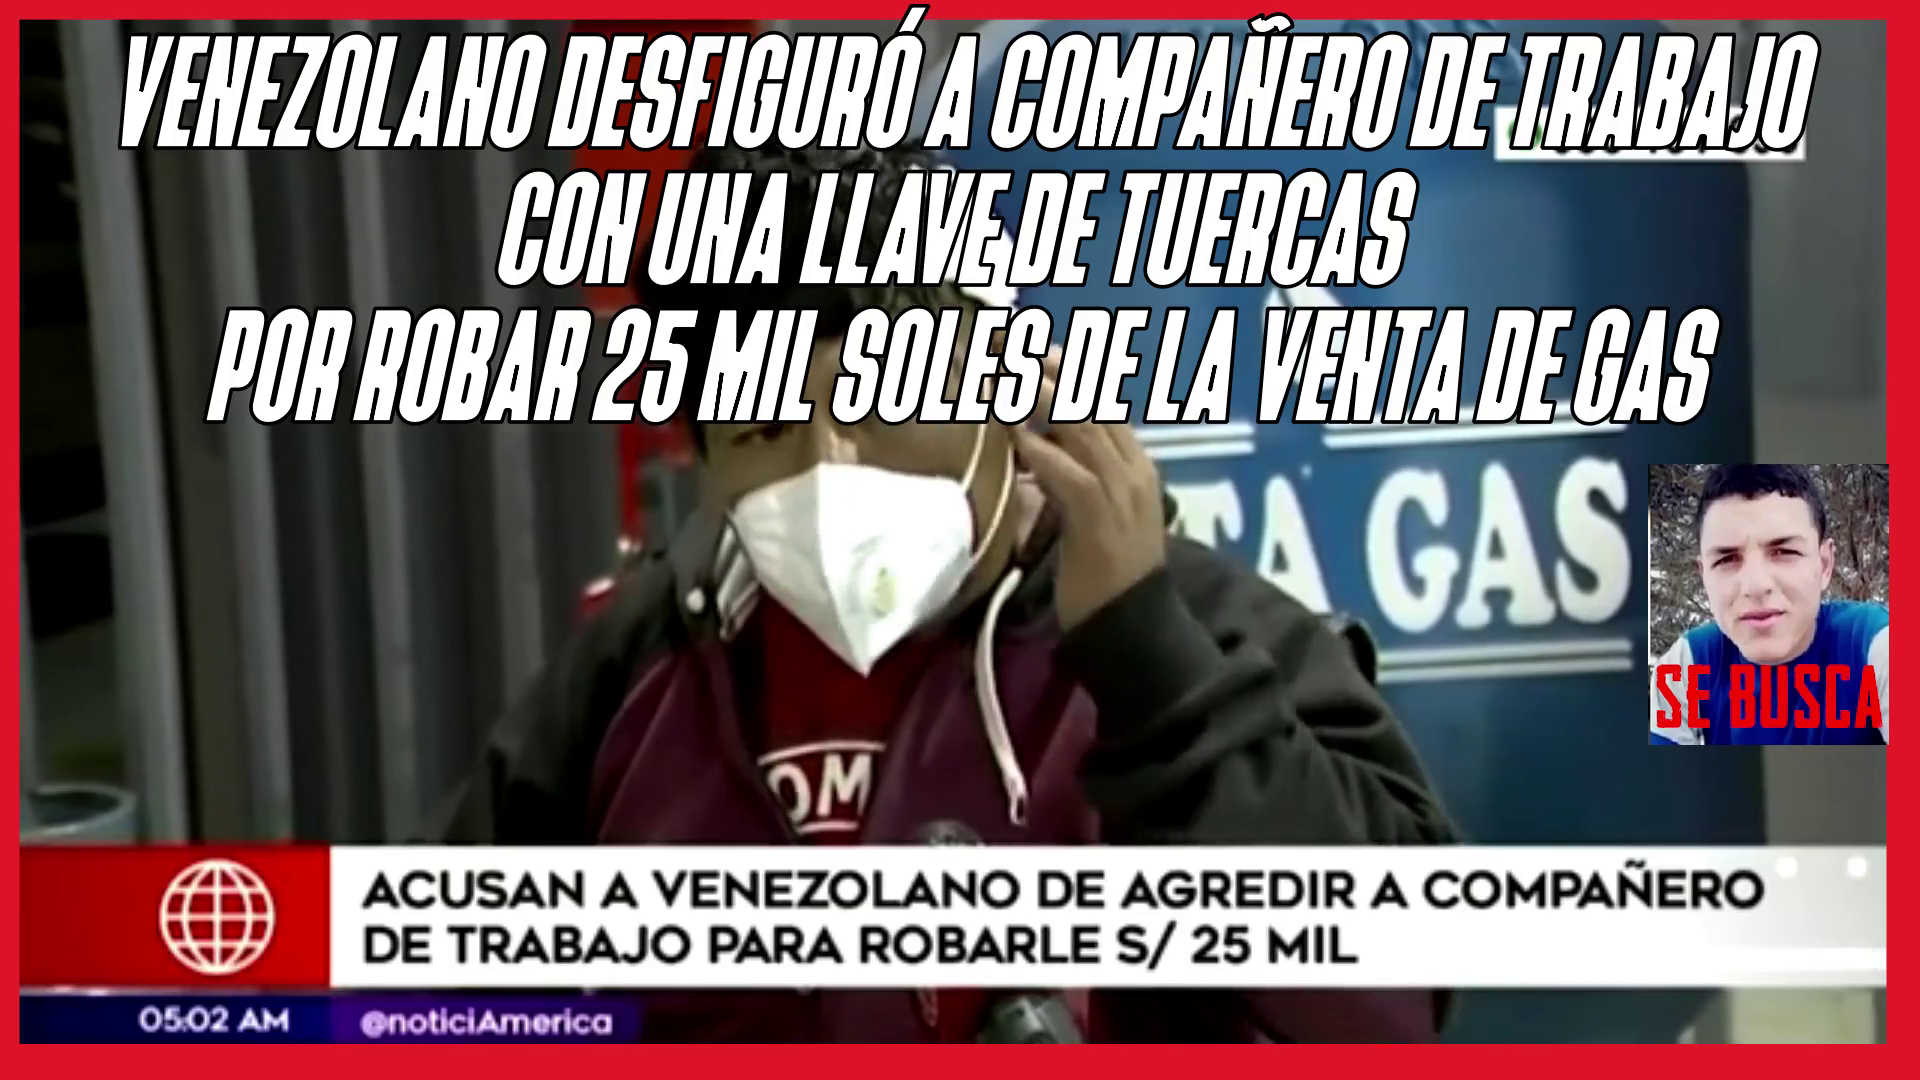 VENEZOLANO DESFIGURÓ A COMPAÑERO DE TRABAJO
CON UNA LLAVE DE TUERCAS
POR ROBAR 25 MIL SOLES DE LA VENTA DE GAS
GAS
SE BUSCA
OM
ACUSAN A VENEZOLANO DE AGREDIR A COMPAÑERO
DE TRABAJO PARA ROBARLE S/ 25 MIL
05:02 AM @noticiAmerica